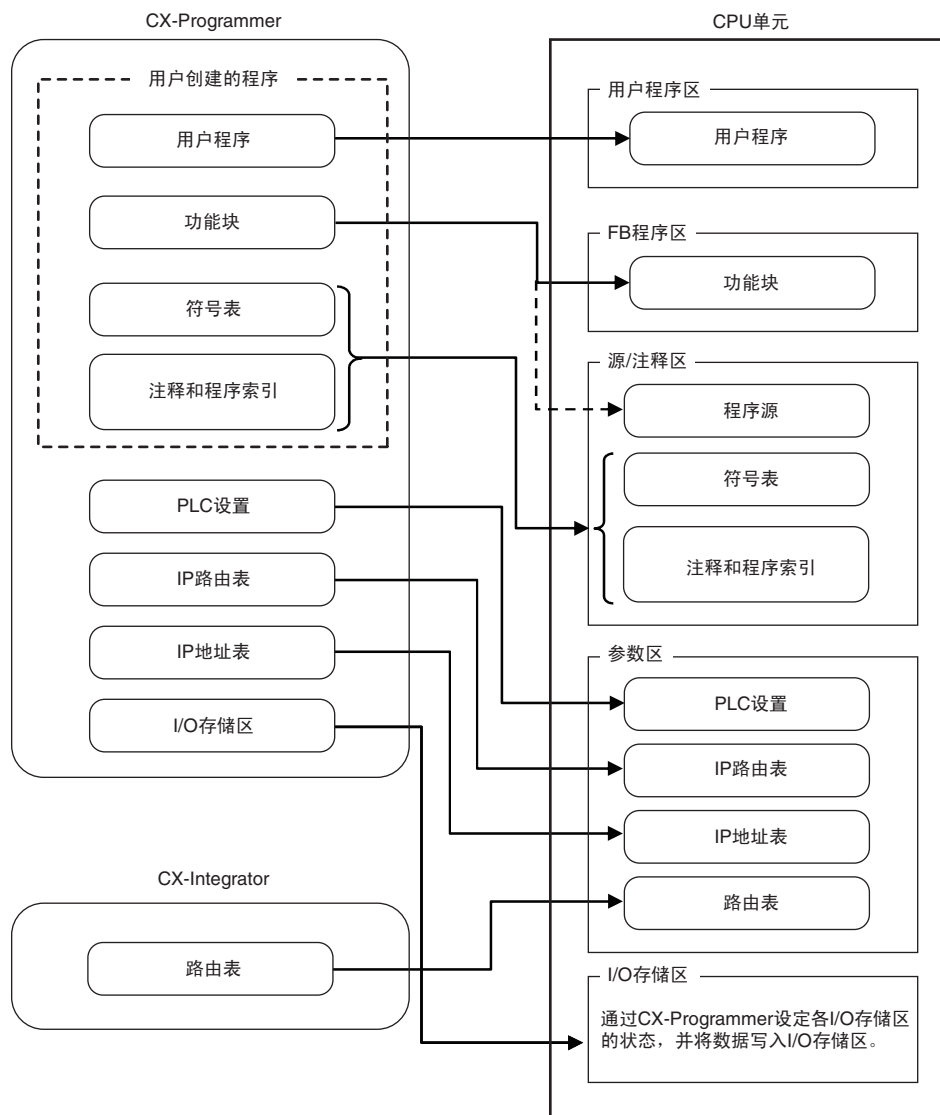 CX-Programmer
用户创建的程序
用户程序
功能块
符号表
注释和程序索引
PLC设置
IP路由表
IP地址表
I/O存储区
CX-Integrator
路由表
CPU单元
用户程序区
用户程序
FB程序区
功能块
源/注释区
程序源
符号表
注释和程序索引
参数区
PLC设置
IP路由表
IP地址表
路由表
I/O存储区
通过CX-Programmer设定各I/O存储区
的状态，并将数据写入I/O存储区。